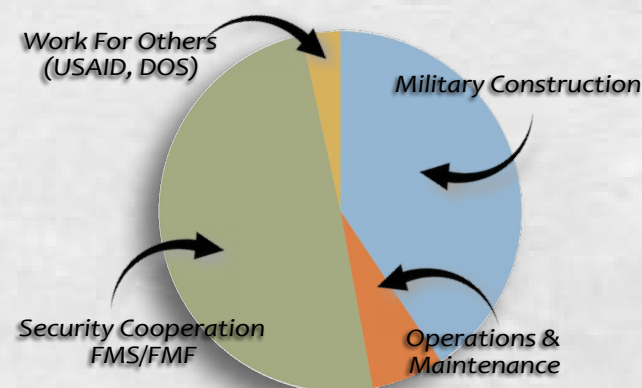 Work For Others
(USAID, DOS)
Military Construction
Security Cooperation
FMS/FMF
Operations &
Maintenance